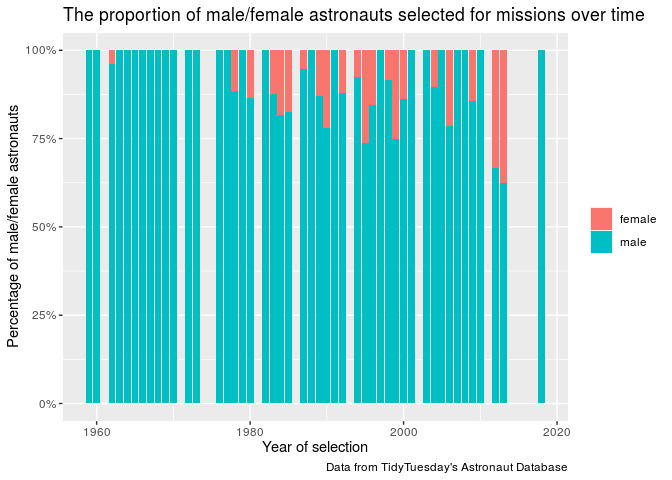 The proportion of male/female astronauts selected for missions over time
Percentage of male/female astronauts
100%
75%
50%
25%
0%
1960
1980
2000
2020
Year of selection
female
male
Data from TidyTuesday's Astronaut Database